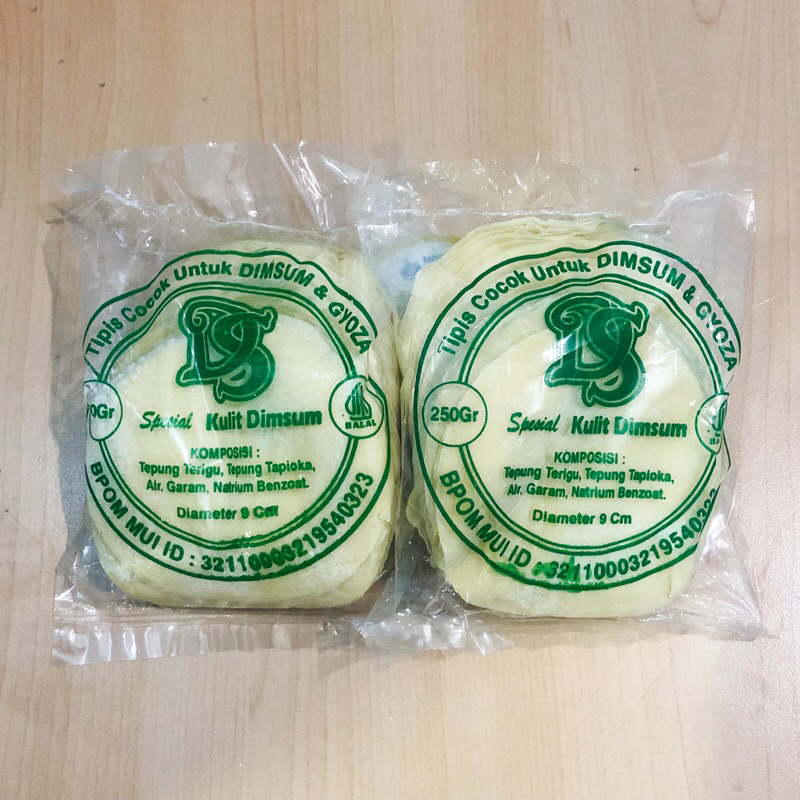 Tipis Cocok Untuk DIMSUM & GYOZA
DS
Spesial Kulit Dimsum
HALAL
KOMPOSISI :
Tepung Terigu, Tepung Tapioka,
Air, Garam, Natrium Benzoat.
Diameter 9 Cm
BPOM MUI ID : 32110003219540323
Tipis Cocok Untuk DIMSUM & GYOZA
DS
250Gr
Spesial Kulit Dimsum
KOMPOSISI :
Tepung Terigu, Tepung Tapioka,
Air, Garam, Natrium Benzoat.
Diameter 9 Cm
BPOM MUI ID : 32110003219540323